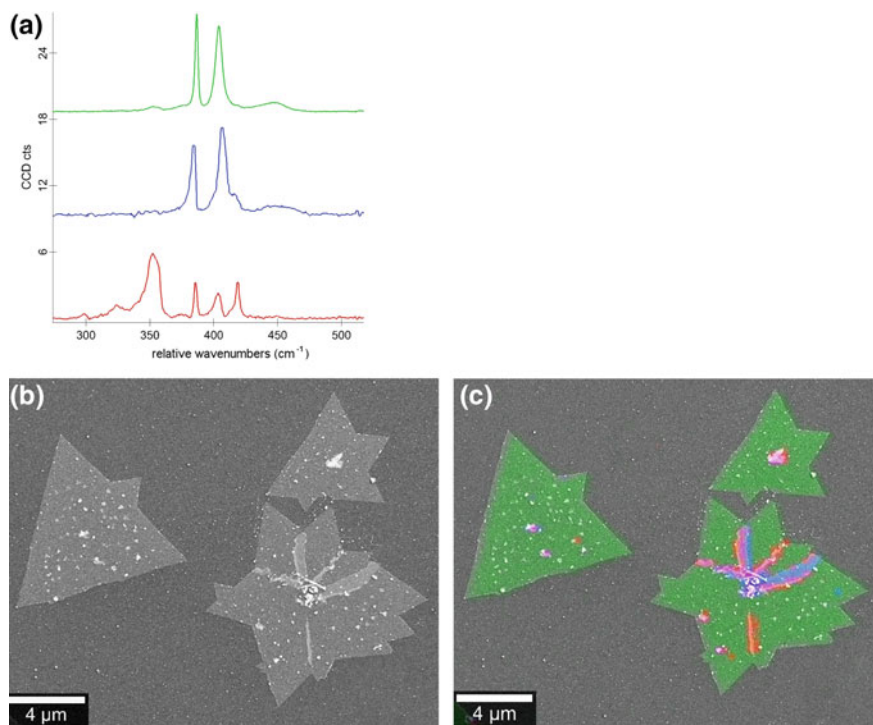 (a)
24
18
12
6
CCD cts
300 350 400 450 500
relative wavenumbers (cm⁻¹)
(b)
4 µm
(c)
4 µm